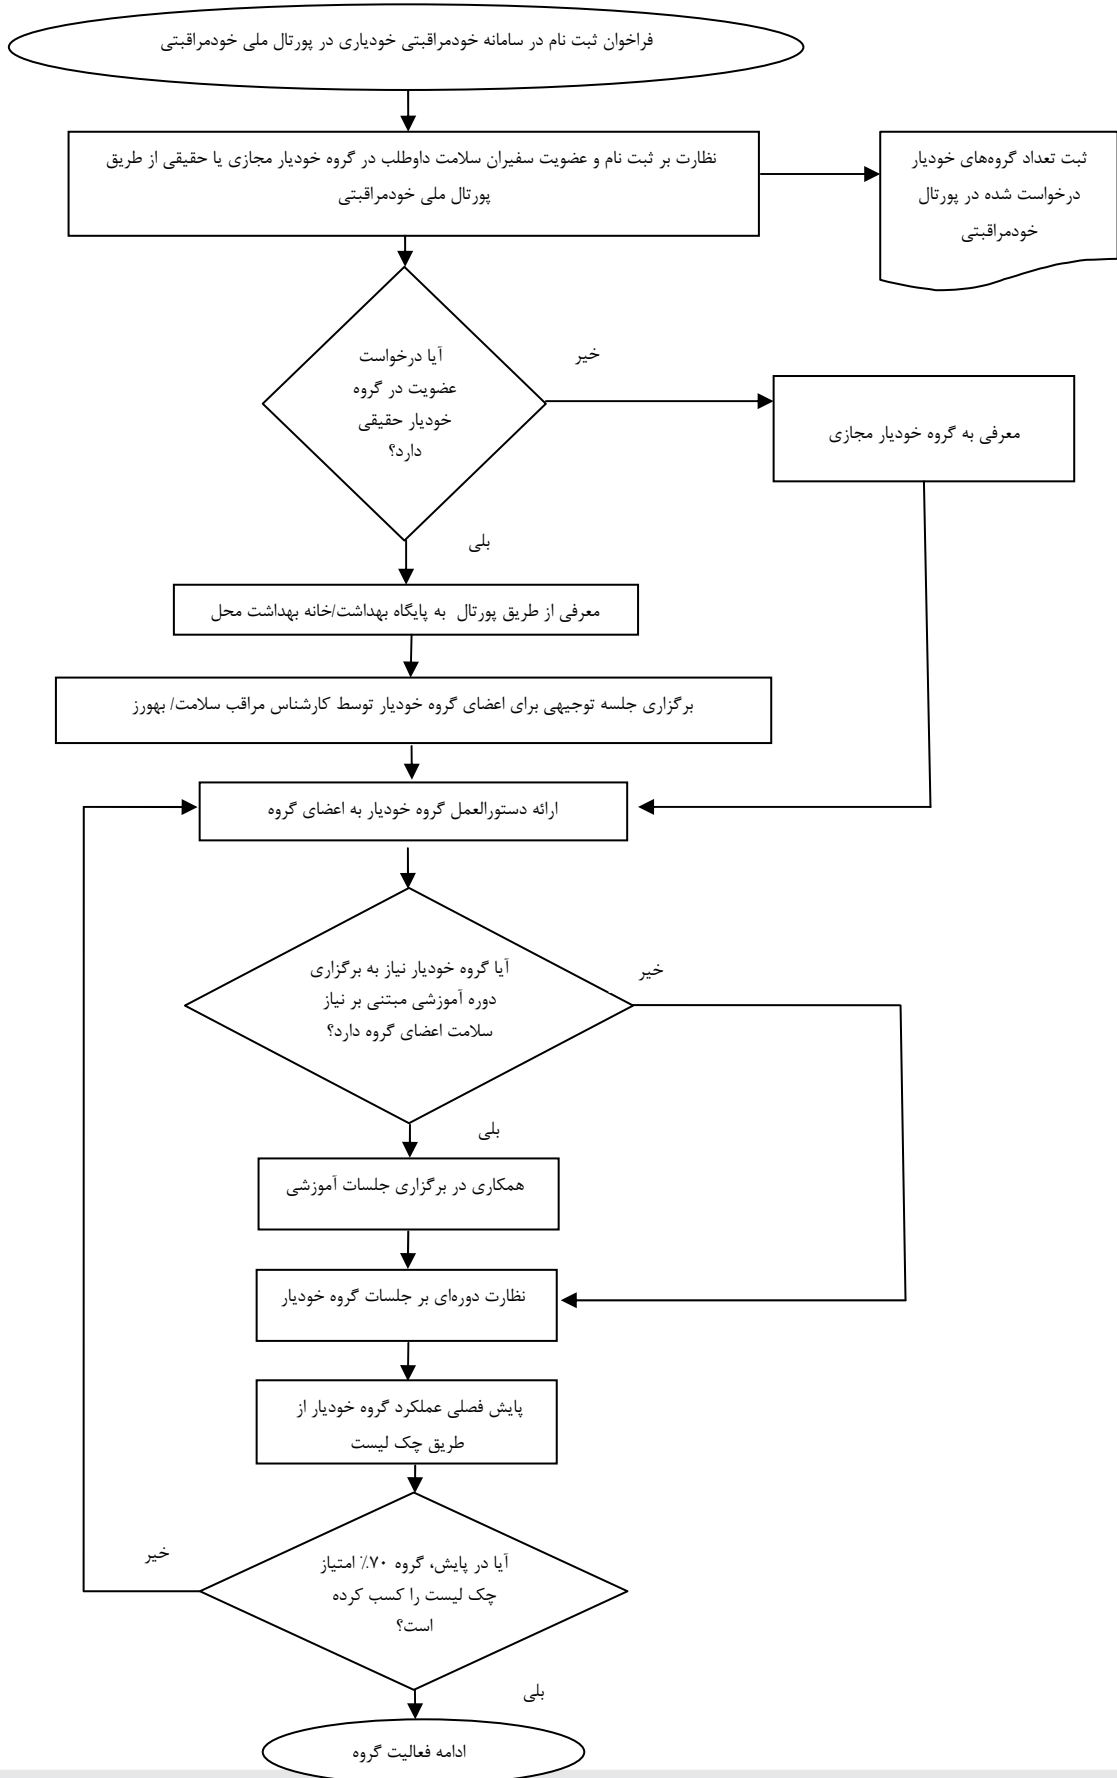 فراخوان ثبت نام در سامانه خودمراقبتی خودیاری در پورتال ملی خودمراقبتی
نظارت بر ثبت نام و عضویت سفیران سلامت داوطلب در گروه خودیار مجازی یا حقیقی از طریق
پورتال ملی خودمراقبتی
ثبت تعداد گروه‌های خودیار
درخواست شده در پورتال
خودمراقبتی
آیا درخواست
عضویت در گروه
خودیار حقیقی
دارد؟
خیر
معرفی به گروه خودیار مجازی
بلی
معرفی از طریق پورتال به پایگاه بهداشت/خانه بهداشت محل
برگزاری جلسه توجیهی برای اعضای گروه خودیار توسط کارشناس مراقب سلامت/ بهورز
ارائه دستورالعمل گروه خودیار به اعضای گروه
آیا گروه خودیار نیاز به برگزاری
دوره آموزشی مبتنی بر نیاز
سلامت اعضای گروه دارد؟
خیر
بلی
همکاری در برگزاری جلسات آموزشی
نظارت دوره‌ای بر جلسات گروه خودیار
پایش فصلی عملکرد گروه خودیار از
طریق چک لیست
آیا در پایش، گروه ۷۰٪ امتیاز
چک لیست را کسب کرده
است؟
خیر
بلی
ادامه فعالیت گروه